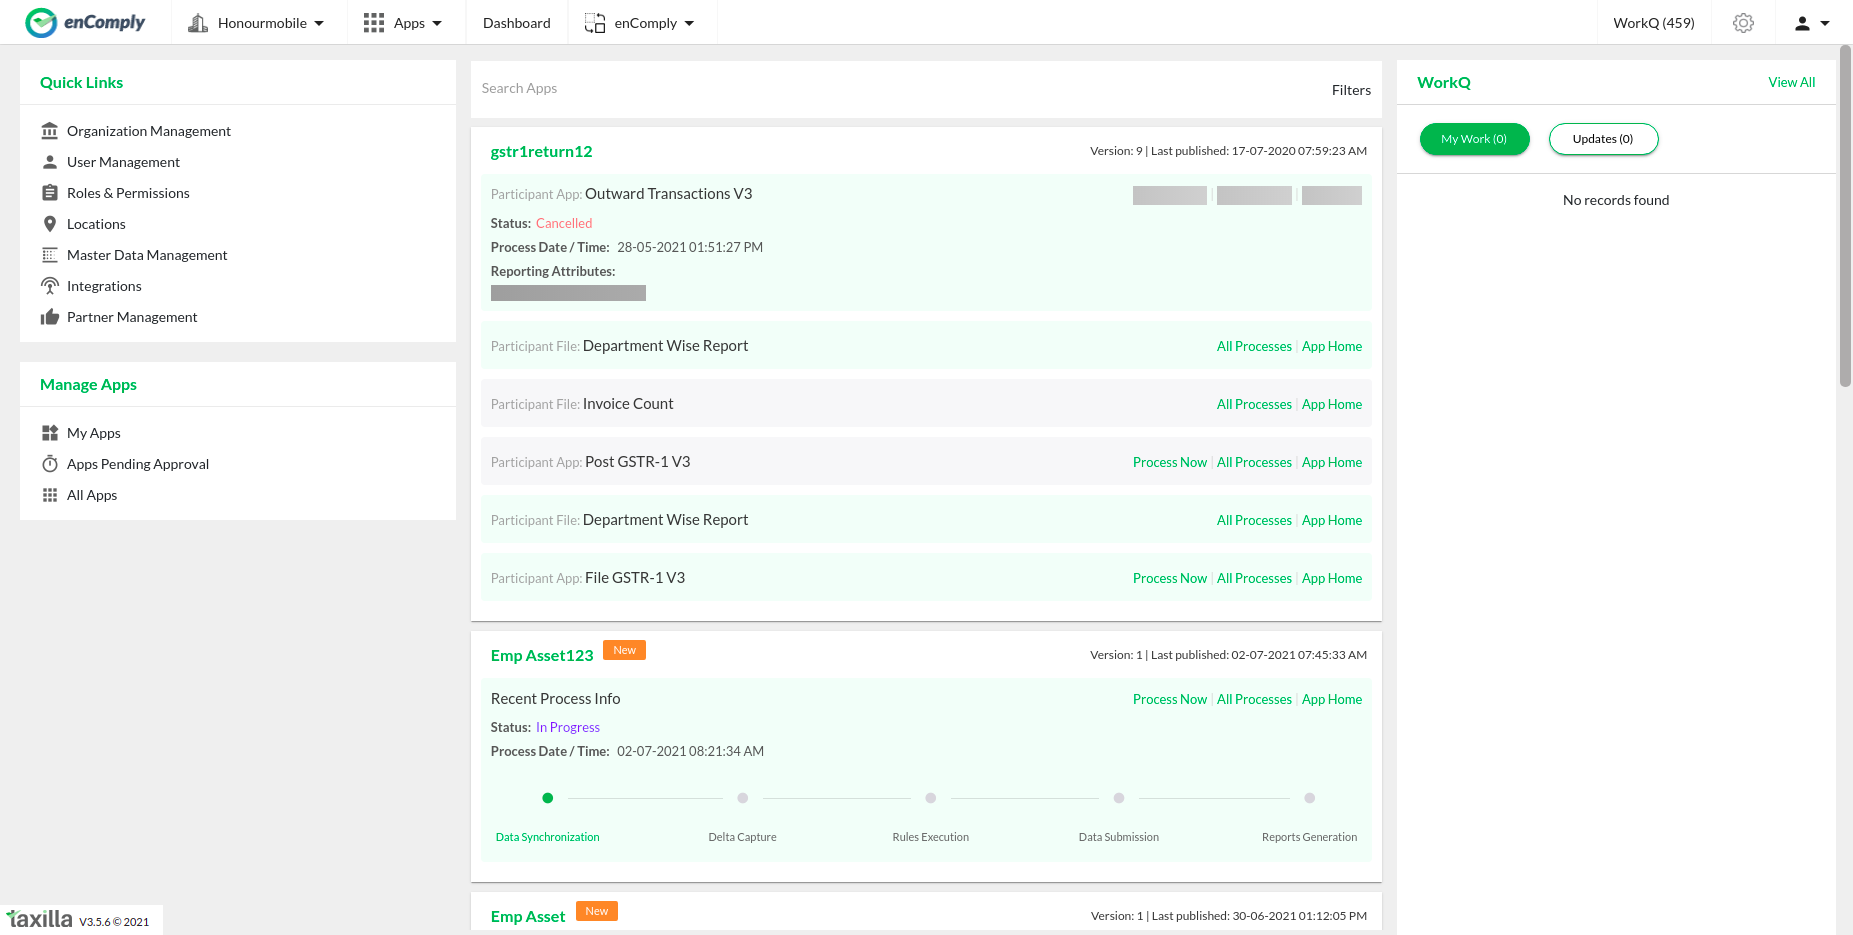 enComply
Honourmobile
Apps
Dashboard
enComply
WorkQ (459)
Quick Links
Organization Management
User Management
Roles & Permissions
Locations
Master Data Management
Integrations
Partner Management
Manage Apps
My Apps
Apps Pending Approval
All Apps
Search Apps
Filters
gstr1return12
Version: 9 | Last published: 17-07-2020 07:59:23 AM
Participant App: Outward Transactions V3
Status: Cancelled
Process Date / Time: 28-05-2021 01:51:27 PM
Reporting Attributes:
Participant File: Department Wise Report
All Processes | App Home
Participant File: Invoice Count
All Processes | App Home
Participant App: Post GSTR-1 V3
Process Now | All Processes | App Home
Participant File: Department Wise Report
All Processes | App Home
Participant App: File GSTR-1 V3
Process Now | All Processes | App Home
Emp Asset123 New
Version: 1 | Last published: 02-07-2021 07:45:33 AM
Recent Process Info
Process Now | All Processes | App Home
Status: In Progress
Process Date / Time: 02-07-2021 08:21:34 AM
Data Synchronization
Delta Capture
Rules Execution
Data Submission
Reports Generation
Emp Asset New
Version: 1 | Last published: 30-06-2021 01:12:05 PM
WorkQ
View All
My Work (0)
Updates (0)
No records found
taxilla V3.5.6 © 2021